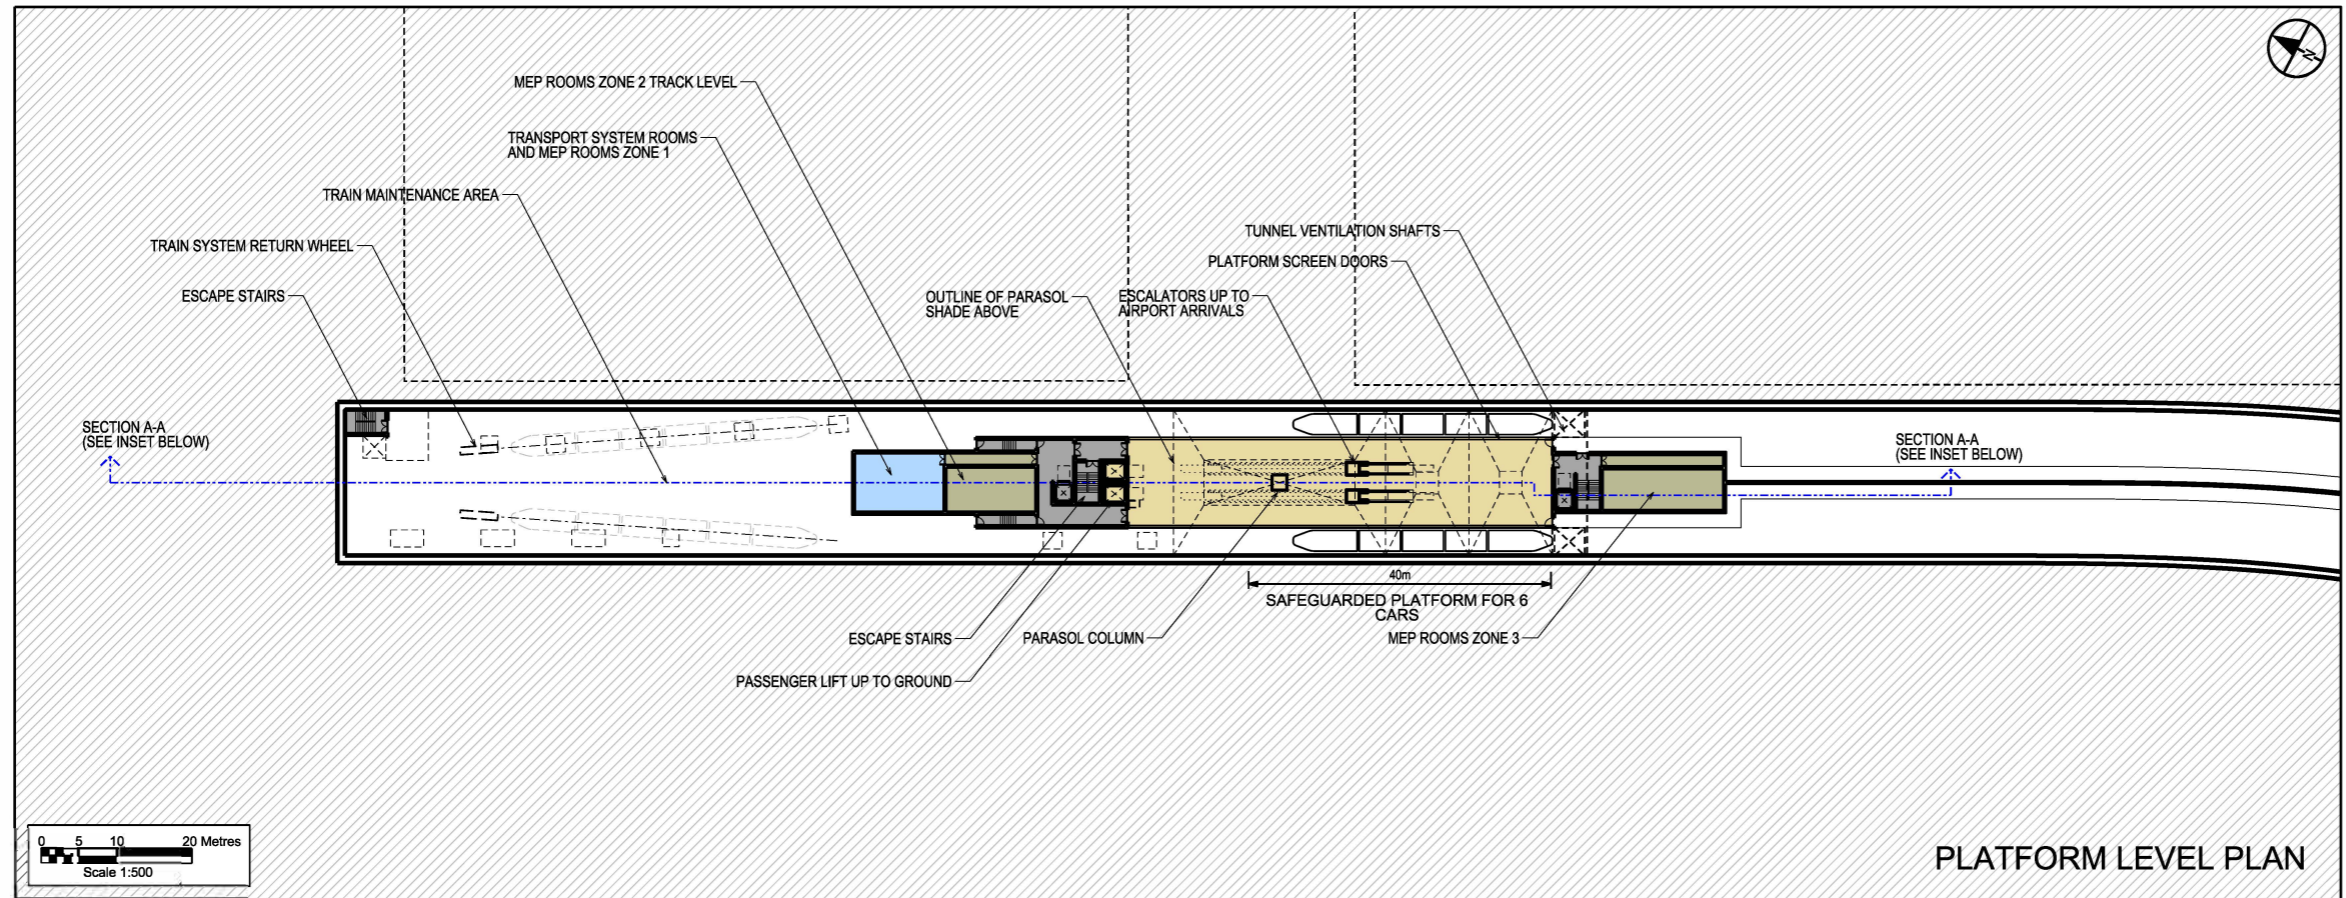 N
MEP ROOMS ZONE 2 TRACK LEVEL
TRANSPORT SYSTEM ROOMS
AND MEP ROOMS ZONE 1
TRAIN MAINTENANCE AREA
TRAIN SYSTEM RETURN WHEEL
ESCAPE STAIRS
TUNNEL VENTILATION SHAFTS
PLATFORM SCREEN DOORS
OUTLINE OF PARASOL
SHADE ABOVE
ESCALATORS UP TO
AIRPORT ARRIVALS
SECTION A-A
(SEE INSET BELOW)
SECTION A-A
(SEE INSET BELOW)
40m
SAFEGUARDED PLATFORM FOR 6
CARS
ESCAPE STAIRS
PARASOL COLUMN
MEP ROOMS ZONE 3
PASSENGER LIFT UP TO GROUND
0 5 10 20 Metres
Scale 1:500
PLATFORM LEVEL PLAN